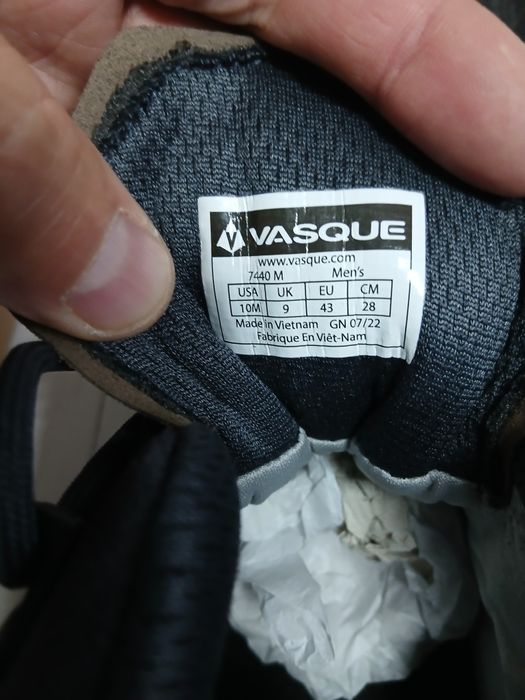 VASQUE
www.vasque.com
7440 M Men's
USA UK EU CM
10M 9 43 28
Made in Vietnam GN 07/22
Fabrique En Viêt-Nam